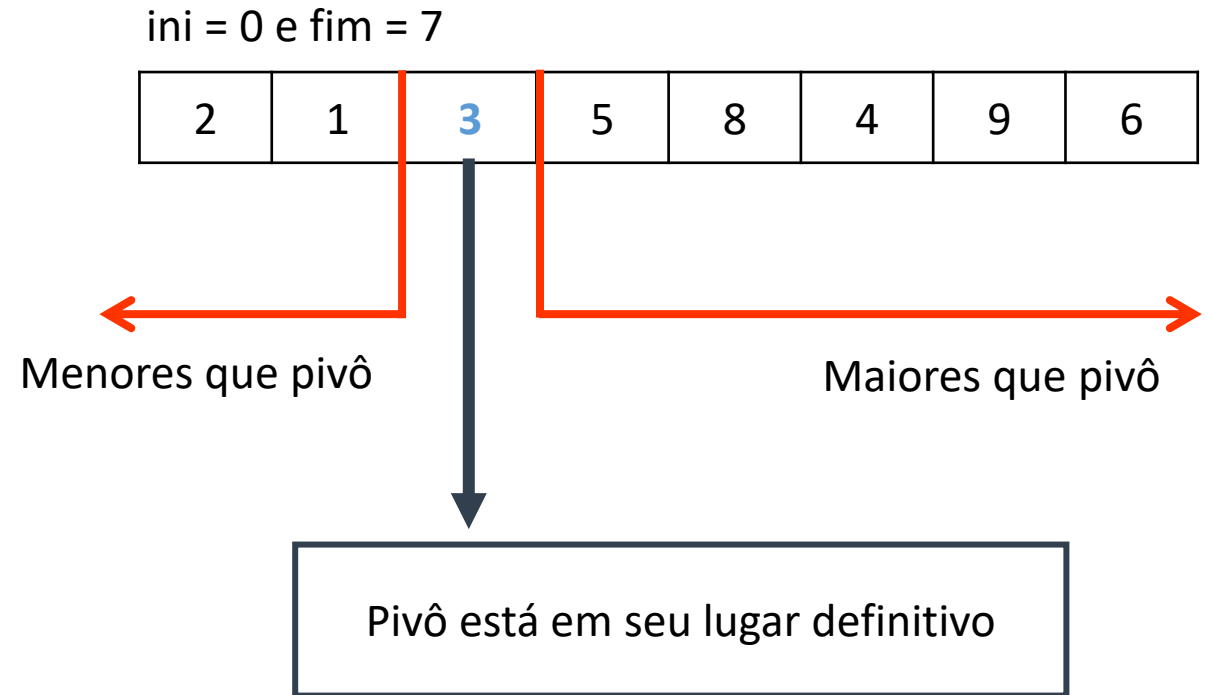 ini = 0 e fim = 7
2 1 3 5 8 4 9 6
Menores que pivô
Maiores que pivô
Pivô está em seu lugar definitivo